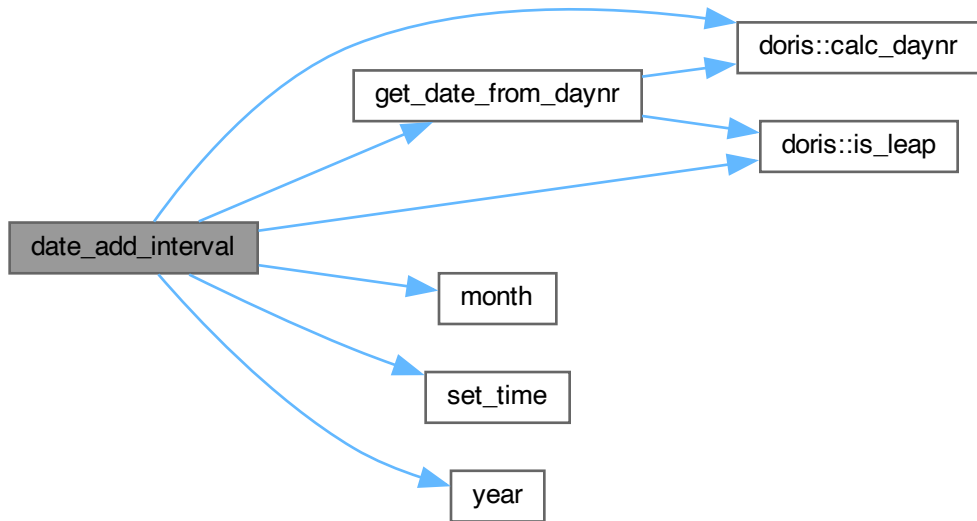 doris::calc_daynr
get_date_from_daynr
doris::is_leap
date_add_interval
month
set_time
year